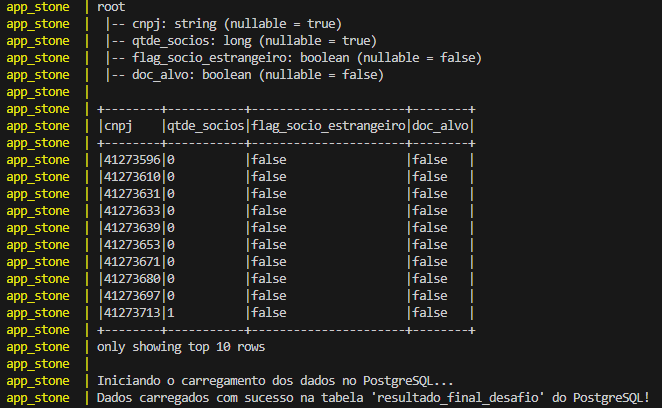 app_stone  | root
app_stone  |  |-- cnpj: string (nullable = true)
app_stone  |  |-- qtde_socios: long (nullable = true)
app_stone  |  |-- flag_socio_estrangeiro: boolean (nullable = false)
app_stone  |  |-- doc_alvo: boolean (nullable = false)
app_stone  |
app_stone  | +--------+-----------+----------------------+--------+
app_stone  | |cnpj    |qtde_socios|flag_socio_estrangeiro|doc_alvo|
app_stone  | +--------+-----------+----------------------+--------+
app_stone  | |41273596|0          |false                 |false   |
app_stone  | |41273610|0          |false                 |false   |
app_stone  | |41273631|0          |false                 |false   |
app_stone  | |41273633|0          |false                 |false   |
app_stone  | |41273639|0          |false                 |false   |
app_stone  | |41273653|0          |false                 |false   |
app_stone  | |41273671|0          |false                 |false   |
app_stone  | |41273680|0          |false                 |false   |
app_stone  | |41273697|0          |false                 |false   |
app_stone  | |41273713|1          |false                 |false   |
app_stone  | +--------+-----------+----------------------+--------+
app_stone  | only showing top 10 rows
app_stone  |
app_stone  | Iniciando o carregamento dos dados no PostgreSQL...
app_stone  | Dados carregados com sucesso na tabela 'resultado_final_desafio' do PostgreSQL!